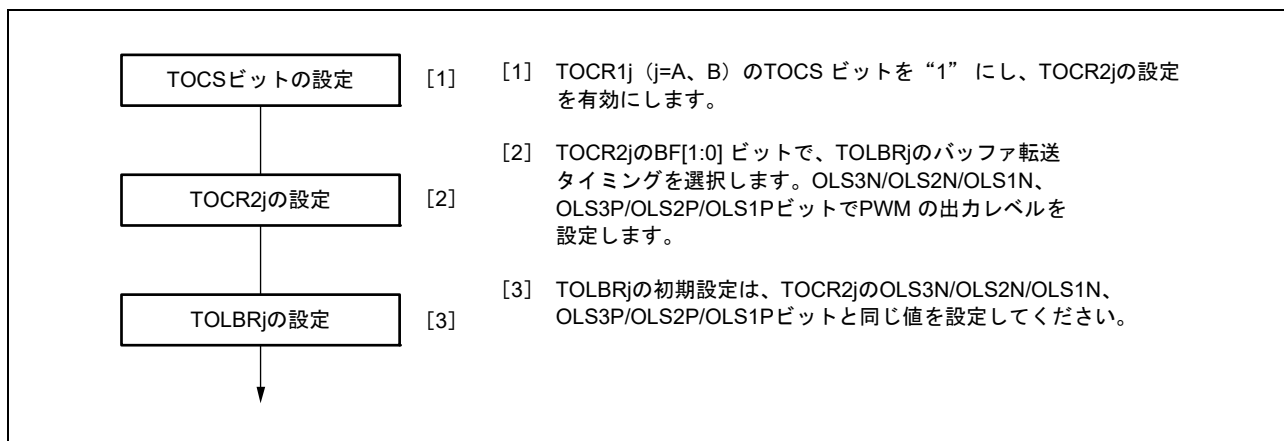 TOCSビットの設定 [1]
TOCR2jの設定 [2]
TOLBRjの設定 [3]
[1] TOCR1j（j=A、B）のTOCS ビットを“1” にし、TOCR2jの設定
を有効にします。
[2] TOCR2jのBF[1:0] ビットで、TOLBRjのバッファ転送
タイミングを選択します。OLS3N/OLS2N/OLS1N、
OLS3P/OLS2P/OLS1PビットでPWM の出力レベルを
設定します。
[3] TOLBRjの初期設定は、TOCR2jのOLS3N/OLS2N/OLS1N、
OLS3P/OLS2P/OLS1Pビットと同じ値を設定してください。